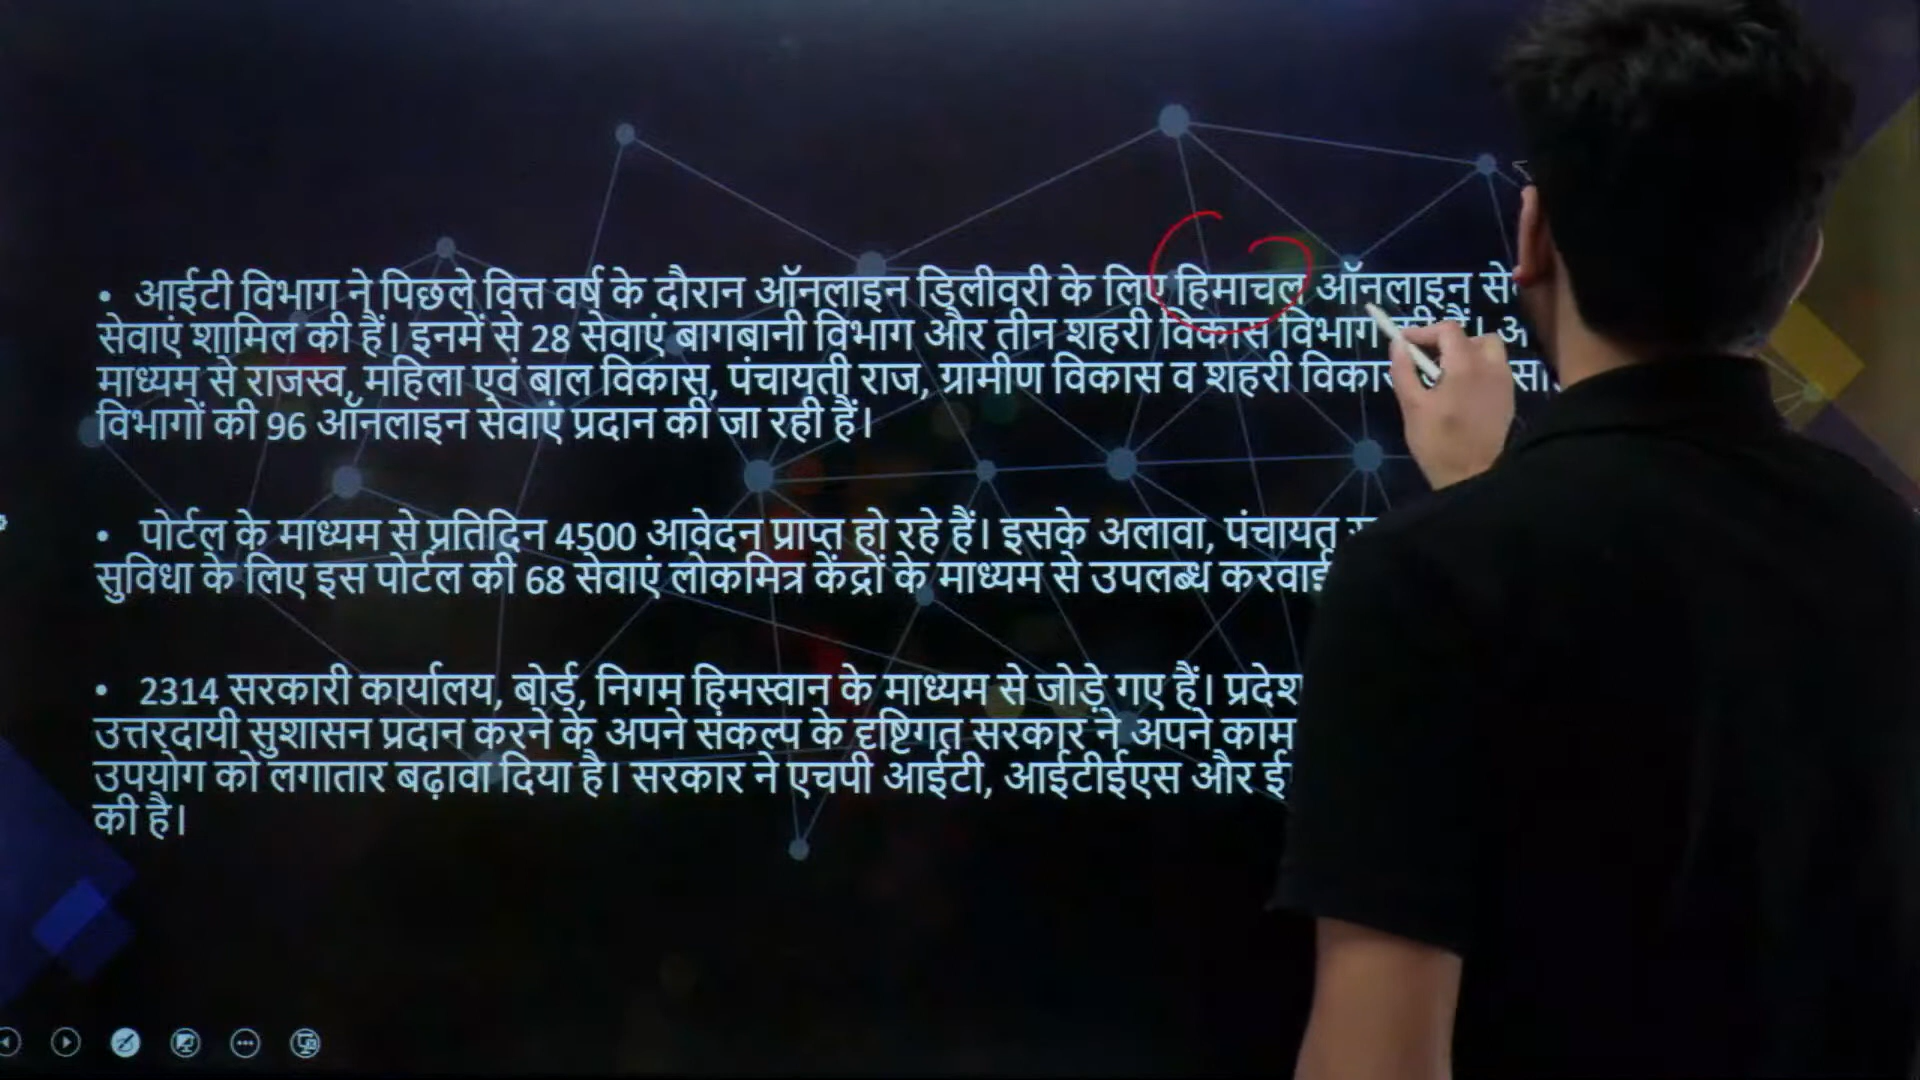 • आईटी विभाग ने पिछले वित्त वर्ष के दौरान ऑनलाइन डिलीवरी के लिए हिमाचल ऑनलाइन
सेवाएं शामिल की हैं। इनमें से 28 सेवाएं बागबानी विभाग और तीन शहरी विकास विभाग की हैं।
माध्यम से राजस्व, महिला एवं बाल विकास, पंचायती राज, ग्रामीण विकास व शहरी
विभागों की 96 ऑनलाइन सेवाएं प्रदान की जा रही हैं।
• पोर्टल के माध्यम से प्रतिदिन 4500 आवेदन प्राप्त हो रहे हैं। इसके अलावा, पंचायत
सुविधा के लिए इस पोर्टल की 68 सेवाएं लोकमित्र केंद्रों के माध्यम से उपलब्ध
• 2314 सरकारी कार्यालय, बोर्ड, निगम हिमस्वान के माध्यम से जोड़े गए हैं।
उत्तरदायी सुशासन प्रदान करने के अपने संकल्प के दृष्टिगत सरकार ने अपने
उपयोग को लगातार बढ़ावा दिया है। सरकार ने एचपी आईटी, आईटीईएस और
की है।